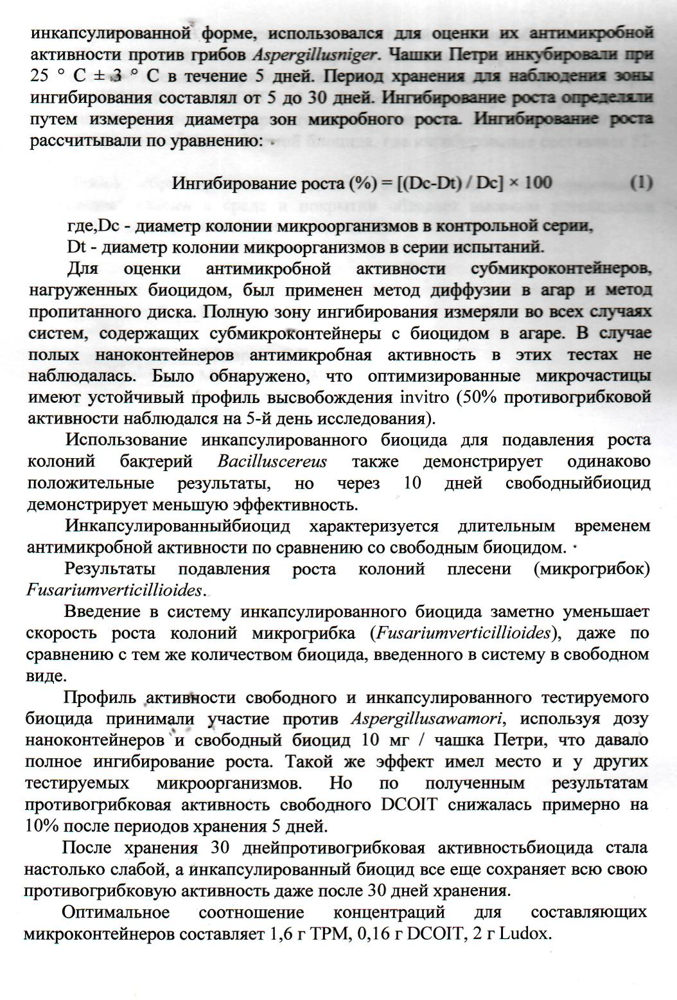 инкапсулированной форме, использовался для оценки их антимикробной
активности против грибов Aspergillusniger. Чашки Петри инкубировали при
25 ° С ± 3 ° С в течение 5 дней. Период хранения для наблюдения зоны
ингибирования составлял от 5 до 30 дней. Ингибирование роста определяли
путем измерения диаметра зон микробного роста. Ингибирование роста
рассчитывали по уравнению:
Ингибирование роста (%) = [(Dc-Dt) / Dc] × 100 (1)
где,Dc - диаметр колонии микроорганизмов в контрольной серии,
Dt - диаметр колонии микроорганизмов в серии испытаний.
Для оценки антимикробной активности субмикроконтейнеров,
нагруженных биоцидом, был применен метод диффузии в агар и метод
пропитанного диска. Полную зону ингибирования измеряли во всех случаях
систем, содержащих субмикроконтейнеры с биоцидом в агаре. В случае
полых наноконтейнеров антимикробная активность в этих тестах не
наблюдалась. Было обнаружено, что оптимизированные микрочастицы
имеют устойчивый профиль высвобождения invitro (50% противогрибковой
активности наблюдался на 5-й день исследования).
Использование инкапсулированного биоцида для подавления роста
колоний бактерий Bacilluscereus также демонстрирует одинаково
положительные результаты, но через 10 дней свободныйбиоцид
демонстрирует меньшую эффективность.
Инкапсулированныйбиоцид характеризуется длительным временем
антимикробной активности по сравнению со свободным биоцидом.
Результаты подавления роста колоний плесени (микрогрибок)
Fusariumverticillioides.
Введение в систему инкапсулированного биоцида заметно уменьшает
скорость роста колоний микрогрибка (Fusariumverticillioides), даже по
сравнению с тем же количеством биоцида, введенного в систему в свободном
виде.
Профиль активности свободного и инкапсулированного тестируемого
биоцида принимали участие против Aspergillusawamori, используя дозу
наноконтейнеров и свободный биоцид 10 мг / чашка Петри, что давало
полное ингибирование роста. Такой же эффект имел место и у других
тестируемых микроорганизмов. Но по полученным результатам
противогрибковая активность свободного DCOIT снижалась примерно на
10% после периодов хранения 5 дней.
После хранения 30 днейпротивогрибковая активностьбиоцида стала
настолько слабой, а инкапсулированный биоцид все еще сохраняет всю свою
противогрибковую активность даже после 30 дней хранения.
Оптимальное соотношение концентраций для составляющих
микроконтейнеров составляет 1,6 г TPM, 0,16 г DCOIT, 2 г Ludox.